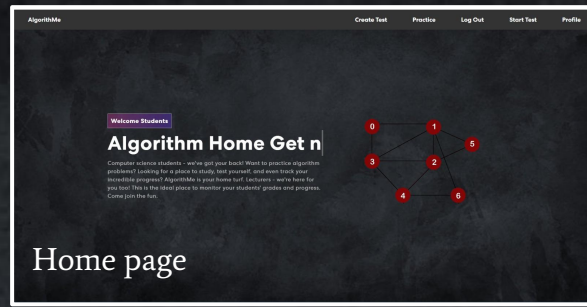 AlgorithMe
Create Test Practice Log Out Start Test Profile
Welcome Students
Algorithm Home Get n
Computer science students - we've got your back! Want to practice algorithm
problems? Looking for a place to study, test yourself, and even track your
incredible progress? AlgorithMe is your home turf. Lecturers - we're here for
you too! This is the ideal place to monitor your students' grades and progress.
Come join the fun.
0
1
5
3
2
4
6
Home page